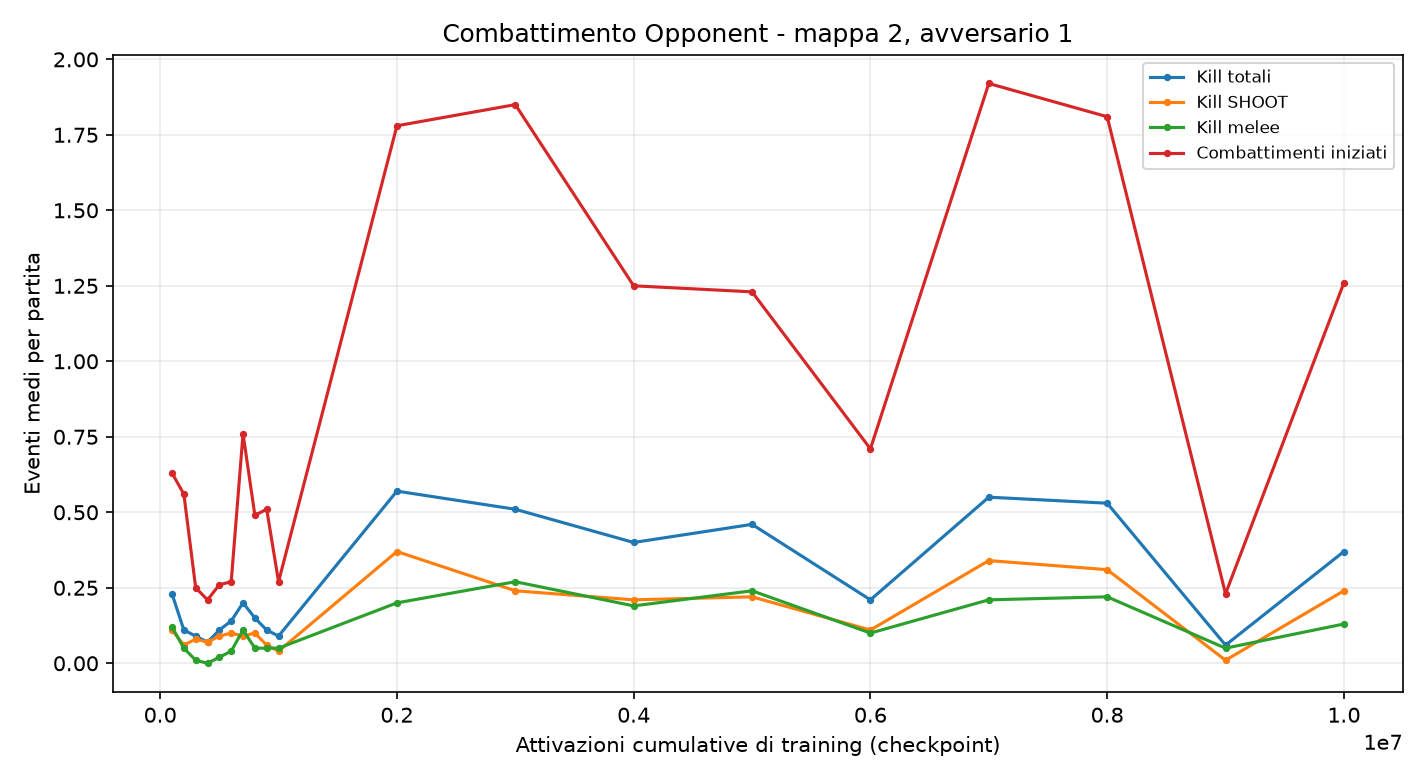 Combattimento Opponent - mappa 2, avversario 1
Kill totali
Kill SHOOT
Kill melee
Combattimenti iniziati
Eventi medi per partita
2.00
1.75
1.50
1.25
1.00
0.75
0.50
0.25
0.00
0.0 0.2 0.4 0.6 0.8 1.0
1e7
Attivazioni cumulative di training (checkpoint)